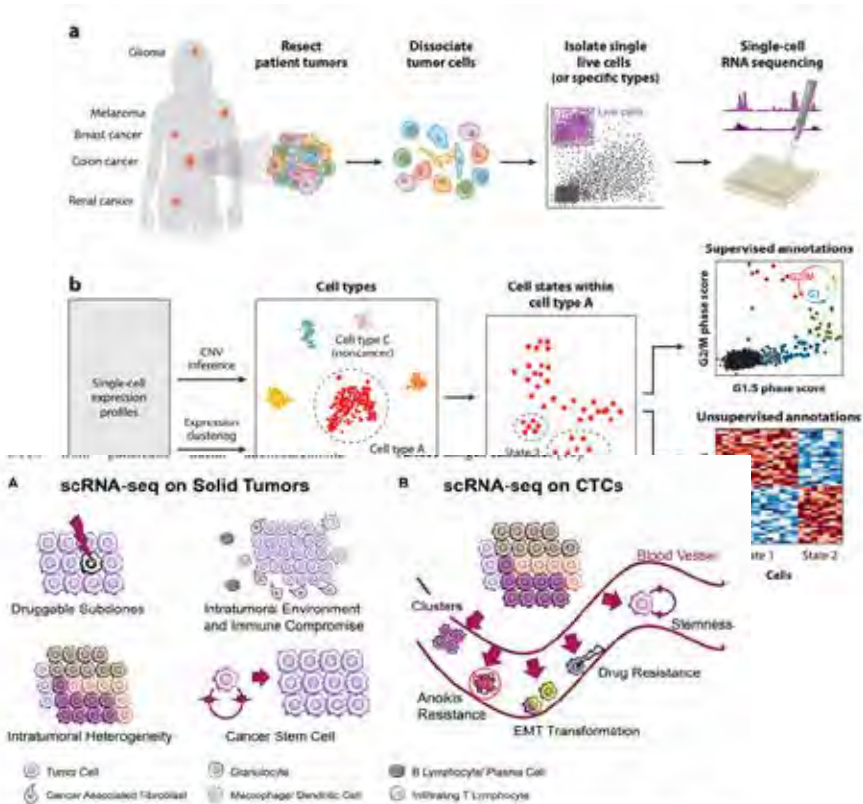 a
Glioma
Melanoma
Breast cancer
Colon cancer
Renal cancer
Resect
patient tumors
Dissociate
tumor cells
Isolate single
live cells
(or specific types)
Live cells
Single-cell
RNA sequencing
b
Single-cell
expression
profiles
CNV
inference
Expression
clustering
Cell types
Cell type C
(noncancer)
Cell type A
Cell states within
cell type A
Supervised annotations
G2/M phase score
G2/M
G1
G1.S phase score
Unsupervised annotations
State 2
Cells
A scRNA-seq on Solid Tumors
Druggable Subclones
Intratumoral Environment
and Immune Compromise
Intratumoral Heterogeneity
Cancer Stem Cell
B scRNA-seq on CTCs
Blood Vessel
Clusters
Stemness
Drug Resistance
Anoikis
Resistance
EMT Transformation
Tumor Cell
Granulocyte
B Lymphocyte/ Plasma Cell
Cancer Associated Fibroblast
Macrophage/ Dendritic Cell
Infiltrating T Lymphocyte